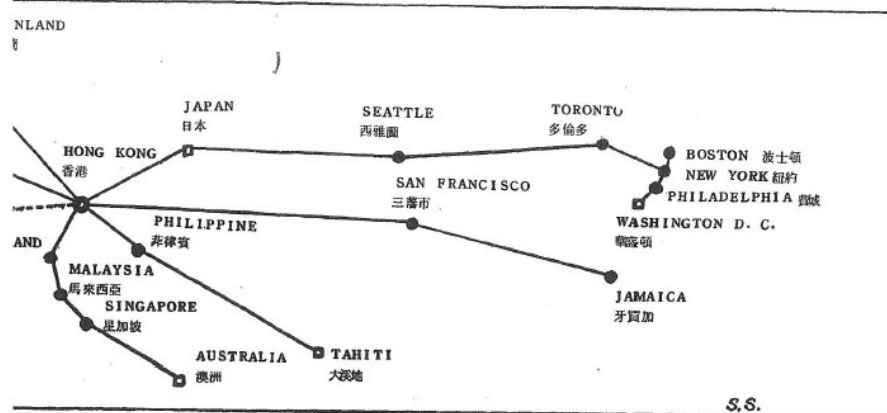 NLAND
JAPAN
日本
SEATTLE
西雅圖
TORONTO
多倫多
HONG KONG
香港
BOSTON 波士頓
NEW YORK 紐約
PHILADELPHIA 費城
SAN FRANCISCO
三藩市
WASHINGTON D. C.
華盛頓
PHILIPPINE
菲律賓
AND
MALAYSIA
馬來西亞
SINGAPORE
星加坡
JAMAICA
牙買加
AUSTRALIA
澳洲
TAHITI
大溪地
S.S.